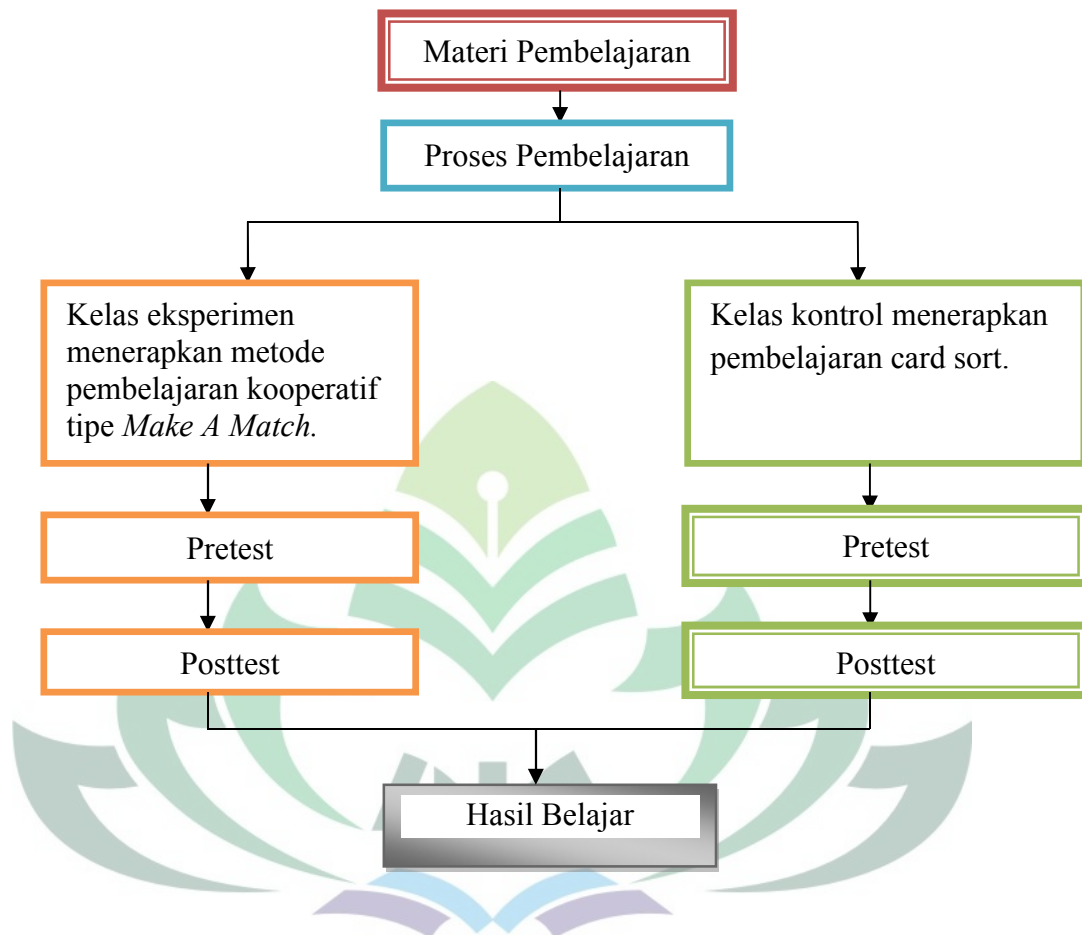 Materi Pembelajaran
Proses Pembelajaran
Kelas eksperimen
menerapkan metode
pembelajaran kooperatif
tipe Make A Match.
Kelas kontrol menerapkan
pembelajaran card sort.
Pretest
Pretest
Posttest
Posttest
Hasil Belajar